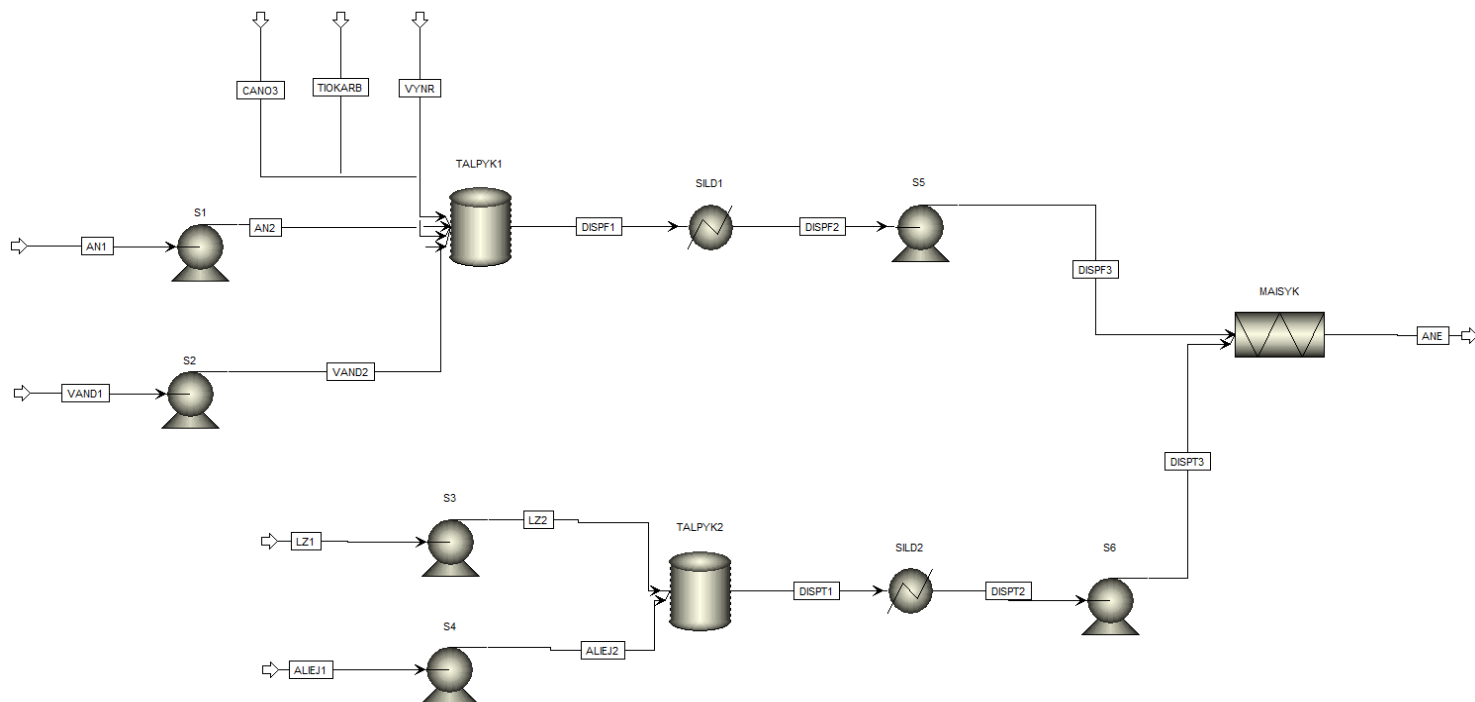 CANO3
TIOKARB
VYNR
TALPYK1
SILD1
S5
S1
AN2
DISPF1
DISPF2
AN1
DISPF3
MAISYK
ANE
S2
VAND2
VAND1
DISPT3
S3
LZ2
TALPYK2
SILD2
S6
LZ1
DISPT1
DISPT2
S4
ALIEJ2
ALIEJ1